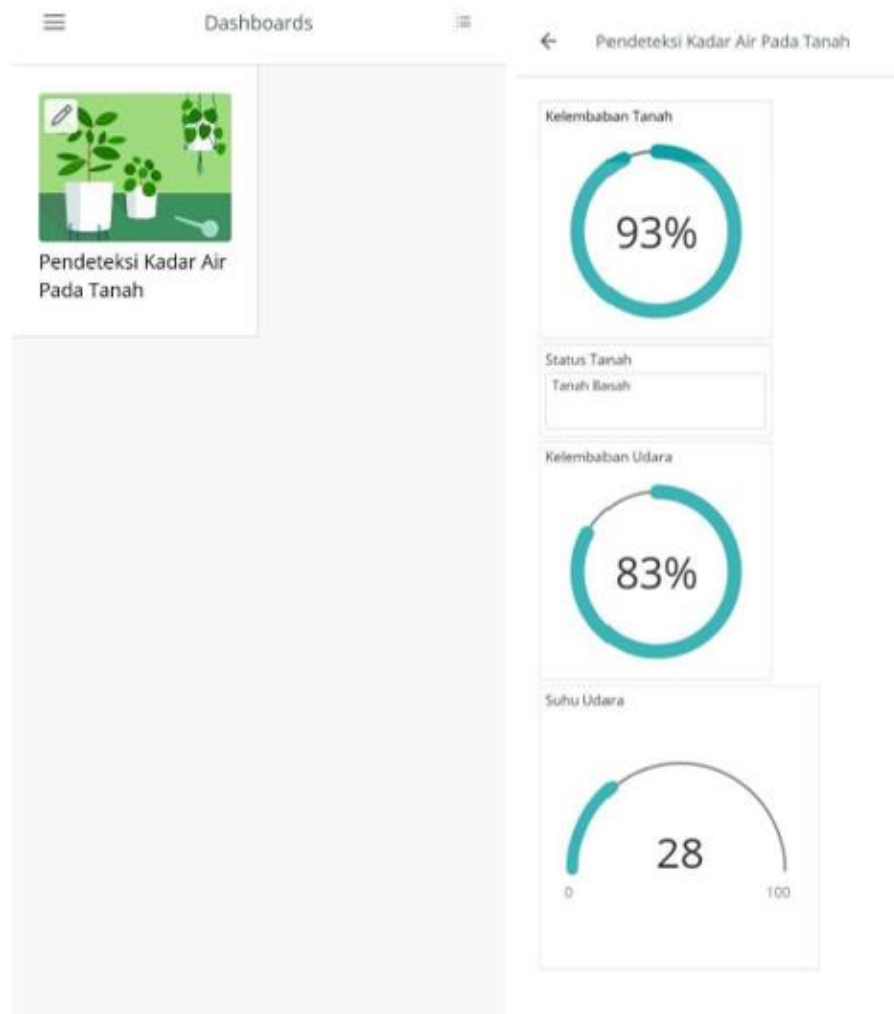 Dashboards
Pendeteksi Kadar Air
Pada Tanah
Pendeteksi Kadar Air Pada Tanah
Kelembaban Tanah
93%
Status Tanah
Tanah Basah
Kelembaban Udara
83%
Suhu Udara
28
0
100